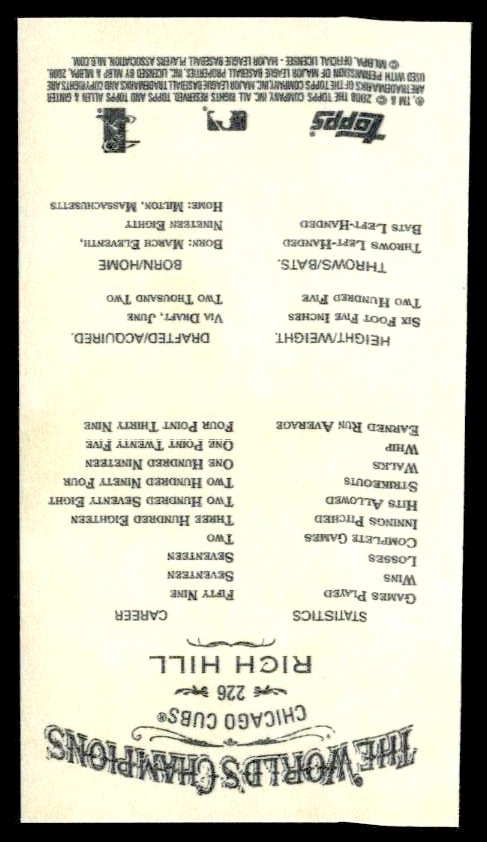 THE WORLD'S CHAMPIONS
CHICAGO CUBS®
226
RICH HILL
STATISTICS CAREER
GAMES PLAYED FIFTY NINE
WINS SEVENTEEN
LOSSES SEVENTEEN
COMPLETE GAMES TWO
INNINGS PITCHED THREE HUNDRED EIGHTEEN
HITS ALLOWED TWO HUNDRED SEVENTY EIGHT
STRIKEOUTS TWO HUNDRED NINETY FOUR
WALKS ONE HUNDRED NINETEEN
WHIP ONE POINT TWENTY FIVE
EARNED RUN AVERAGE FOUR POINT THIRTY NINE
HEIGHT/WEIGHT. DRAFTED/ACQUIRED.
SIX FOOT FIVE INCHES VIA DRAFT, JUNE
TWO HUNDRED FIVE TWO THOUSAND TWO
THROWS/BATS. BORN/HOME
THROWS LEFT-HANDED BORN: MARCH ELEVENTH,
BATS LEFT-HANDED NINETEEN EIGHTY
HOME: MILTON, MASSACHUSETTS
Topps
®, TM & © 2008 THE TOPPS COMPANY, INC. ALL RIGHTS RESERVED. TOPPS AND TOPPS ALLEN & GINTER
ARE TRADEMARKS OF THE TOPPS COMPANY, INC. MAJOR LEAGUE BASEBALL TRADEMARKS AND COPYRIGHTS ARE
USED WITH PERMISSION OF MAJOR LEAGUE BASEBALL PROPERTIES, INC. LICENSED BY MLBP & MLBPA, 2008.
© MLBPA, OFFICIAL LICENSEE - MAJOR LEAGUE BASEBALL PLAYERS ASSOCIATION. MLB.COM.